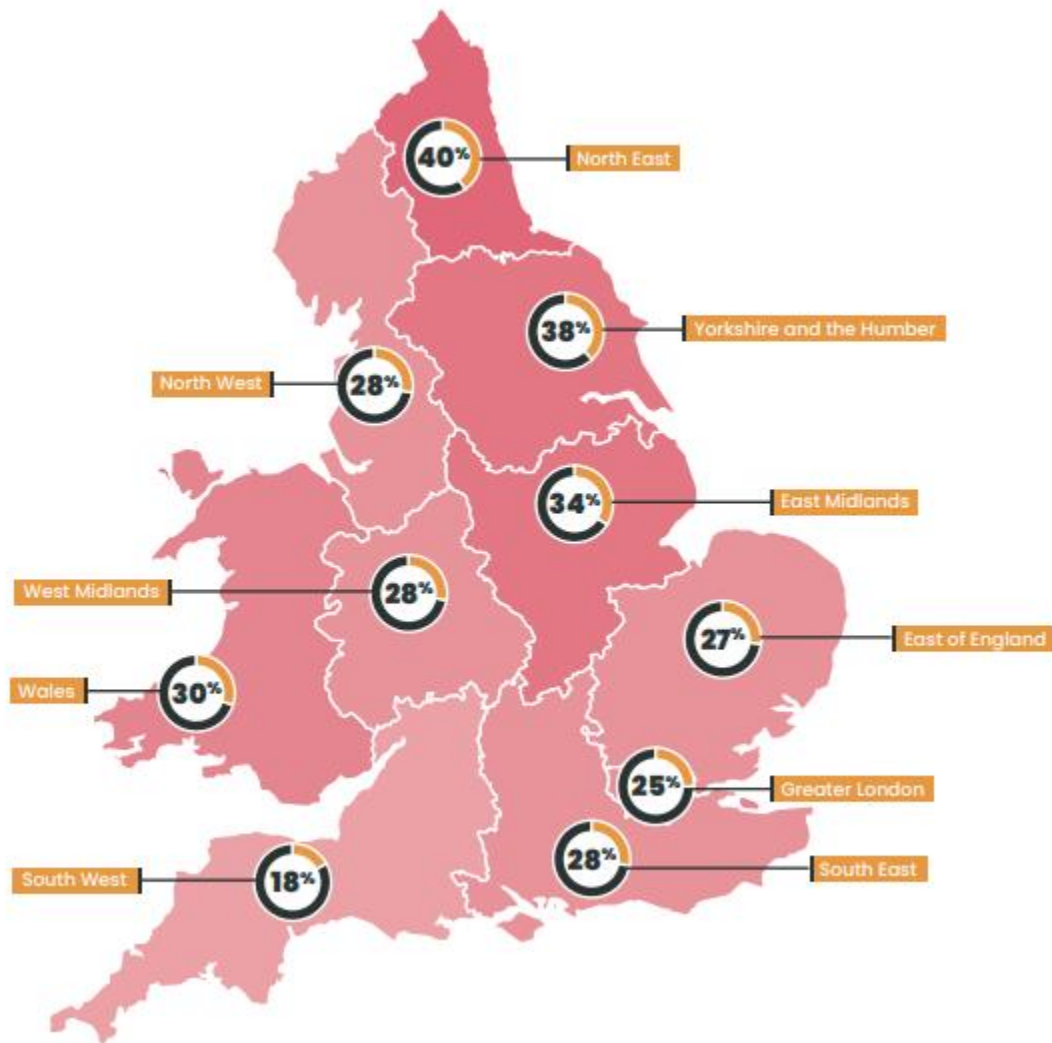 40%
North East
38%
Yorkshire and the Humber
North West
28%
34%
East Midlands
West Midlands
28%
27%
East of England
Wales
30%
25%
Greater London
28%
South East
South West
18%